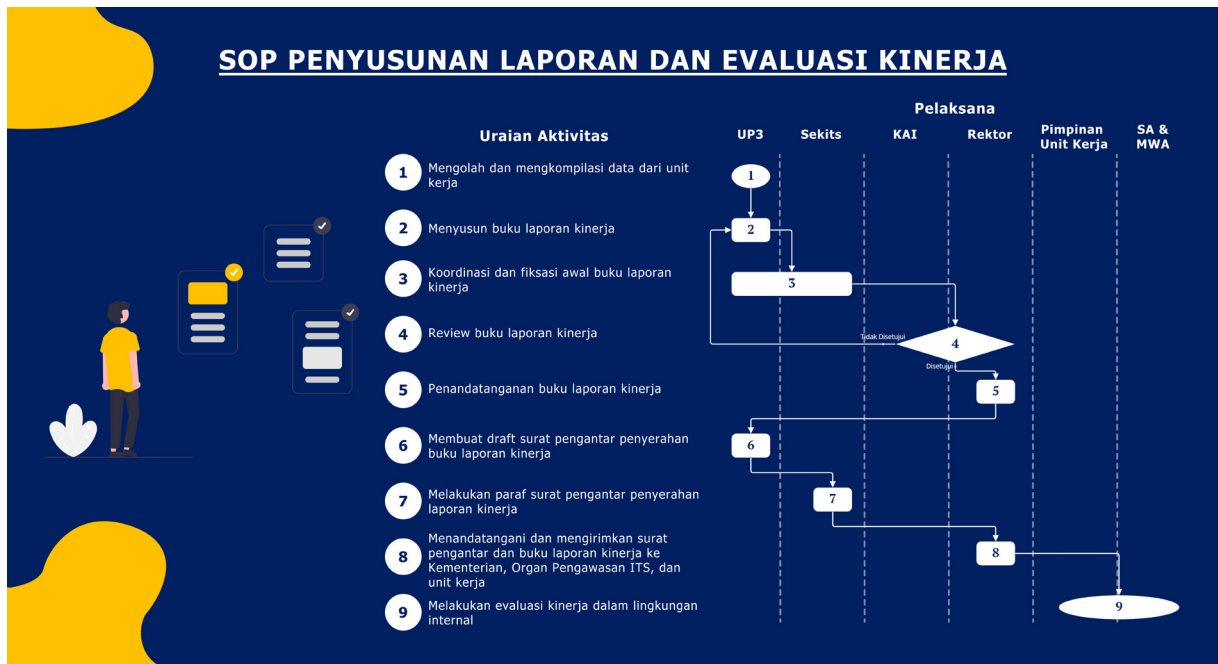 SOP PENYUSUNAN LAPORAN DAN EVALUASI KINERJA
Pelaksana
Uraian Aktivitas
UP3
Sekits
KAI
Rektor
Pimpinan
Unit Kerja
SA &
MWA
1
Mengolah dan mengkompilasi data dari unit
kerja
1
2
Menyusun buku laporan kinerja
2
3
Koordinasi dan fiksasi awal buku laporan
kinerja
3
4
Review buku laporan kinerja
Tidak Disetujui
4
Disetujui
5
Penandatanganan buku laporan kinerja
5
6
Membuat draft surat pengantar penyerahan
buku laporan kinerja
6
7
Melakukan paraf surat pengantar penyerahan
laporan kinerja
7
8
Menandatangani dan mengirimkan surat
pengantar dan buku laporan kinerja ke
Kementerian, Organ Pengawasan ITS, dan
unit kerja
8
9
Melakukan evaluasi kinerja dalam lingkungan
internal
9